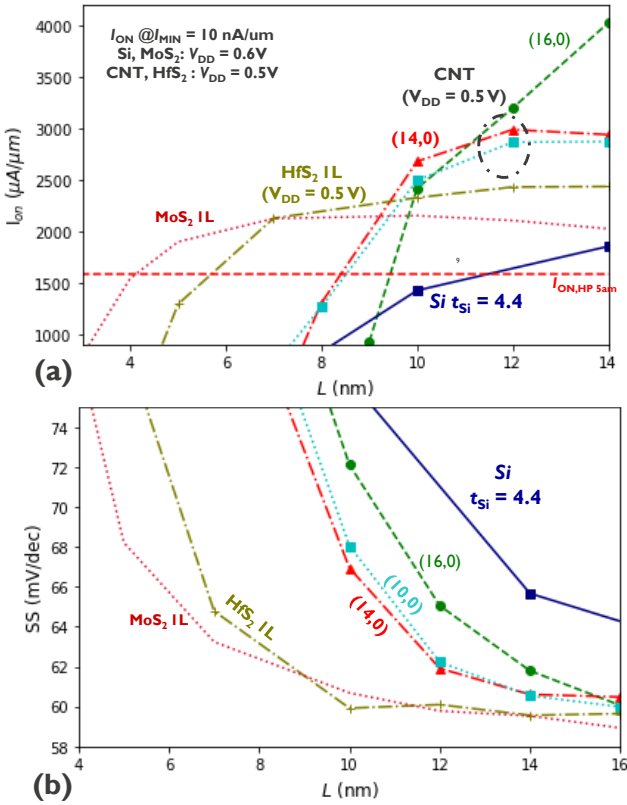 I_ON @I_MIN = 10 nA/um
Si, MoS₂: V_DD = 0.6V
CNT, HfS₂ : V_DD = 0.5V
(16,0)
CNT
(V_DD = 0.5 V)
(14,0)
HfS₂ 1L
(V_DD = 0.5 V)
MoS₂ 1L
9
I_ON,HP 5am
Si t_Si = 4.4
I_on (μA/μm)
4000
3500
3000
2500
2000
1500
1000
4 6 8 10 12 14
L (nm)
(a)
Si
t_Si = 4.4
(16,0)
(10,0)
(14,0)
HfS₂ 1L
MoS₂ 1L
SS (mV/dec)
74
72
70
68
66
64
62
60
58
4 6 8 10 12 14 16
L (nm)
(b)